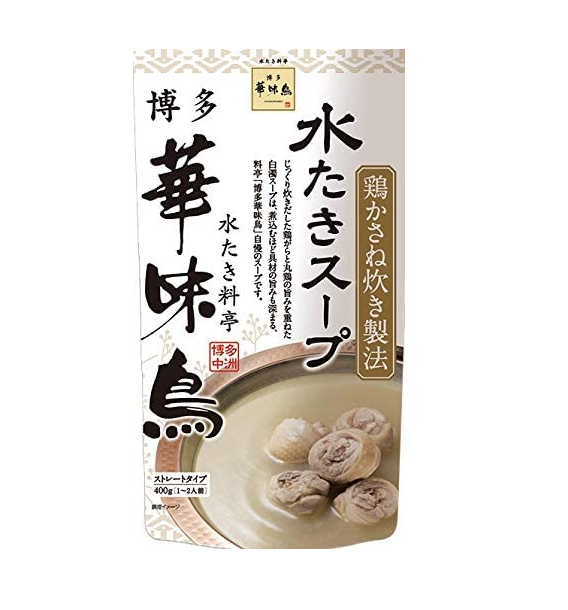 水たき料亭
博多
華味鳥
水たきスープ
鶏かさね炊き製法
じっくり炊きだした鶏がらと丸鶏の旨みを重ねた
白濁スープは、煮込むほど具材の旨みも深まる、
料亭「博多華味鳥」自慢のスープです。
博多
華味鳥
水たき料亭
博多
中洲
ストレートタイプ
400g[1~2人前]
調理イメージ